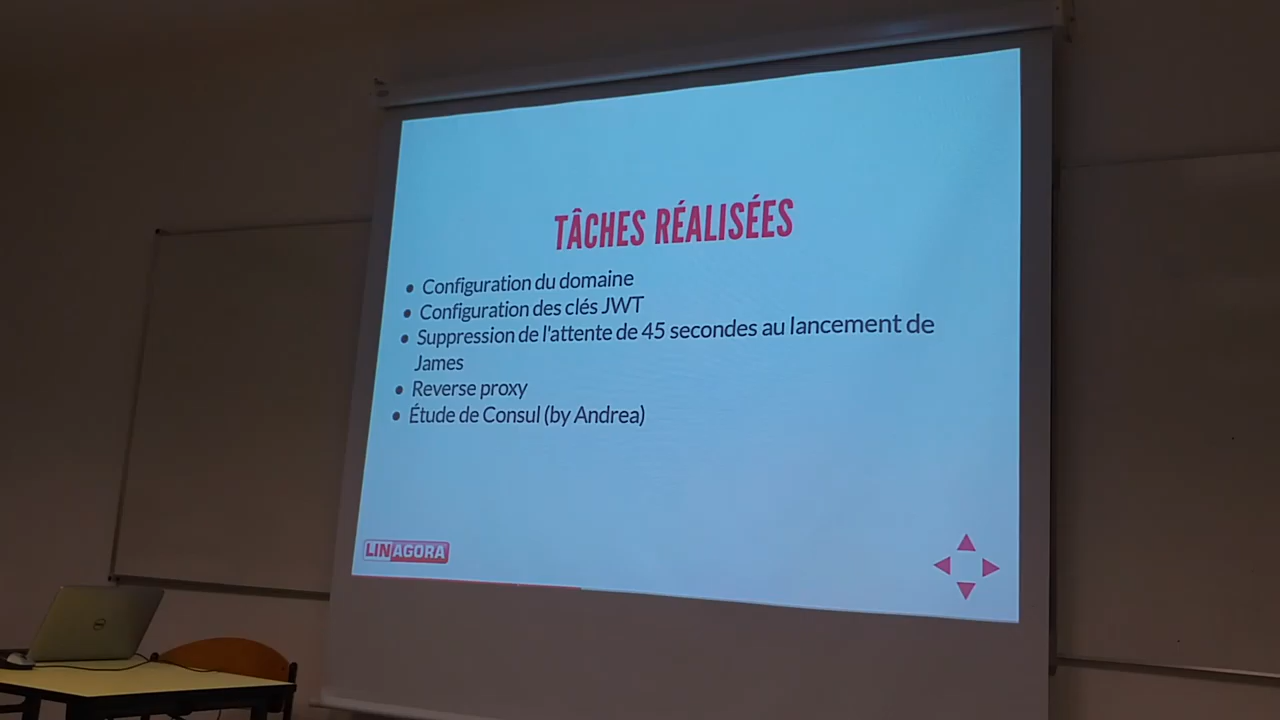 TÂCHES RÉALISÉES
Configuration du domaine
Configuration des clés JWT
Suppression de l'attente de 45 secondes au lancement de
James
Reverse proxy
Étude de Consul (by Andrea)
LINAGORA
DELL